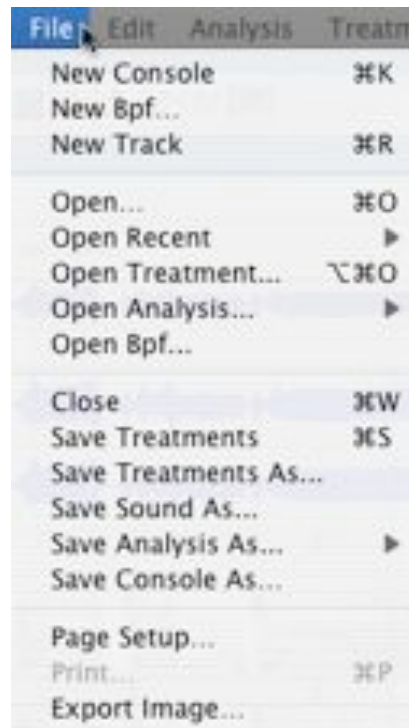 File Edit Analysis Treatm
New Console ⌘K
New Bpf...
New Track ⌘R
Open... ⌘O
Open Recent ▶
Open Treatment... ⌥⌘O
Open Analysis... ▶
Open Bpf...
Close ⌘W
Save Treatments ⌘S
Save Treatments As...
Save Sound As...
Save Analysis As... ▶
Save Console As...
Page Setup...
Print... ⌘P
Export Image...